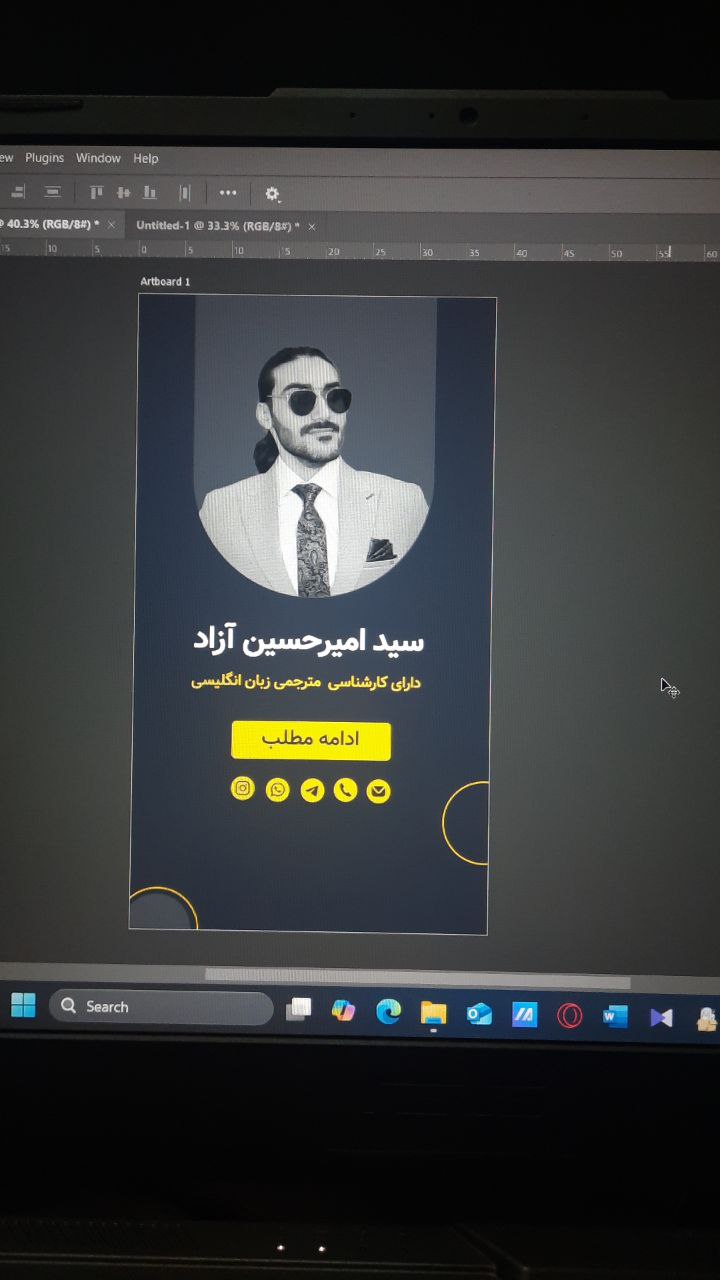 Plugins Window Help
40.3% (RGB/8#) * × Untitled-1 @ 33.3% (RGB/8#) * ×
15 10 5 0 5 10 15 20 25 30 35 40 45 50 55 60
Artboard 1
سید امیرحسین آزاد
دارای کارشناسی مترجمی زبان انگلیسی
ادامه مطلب
Search